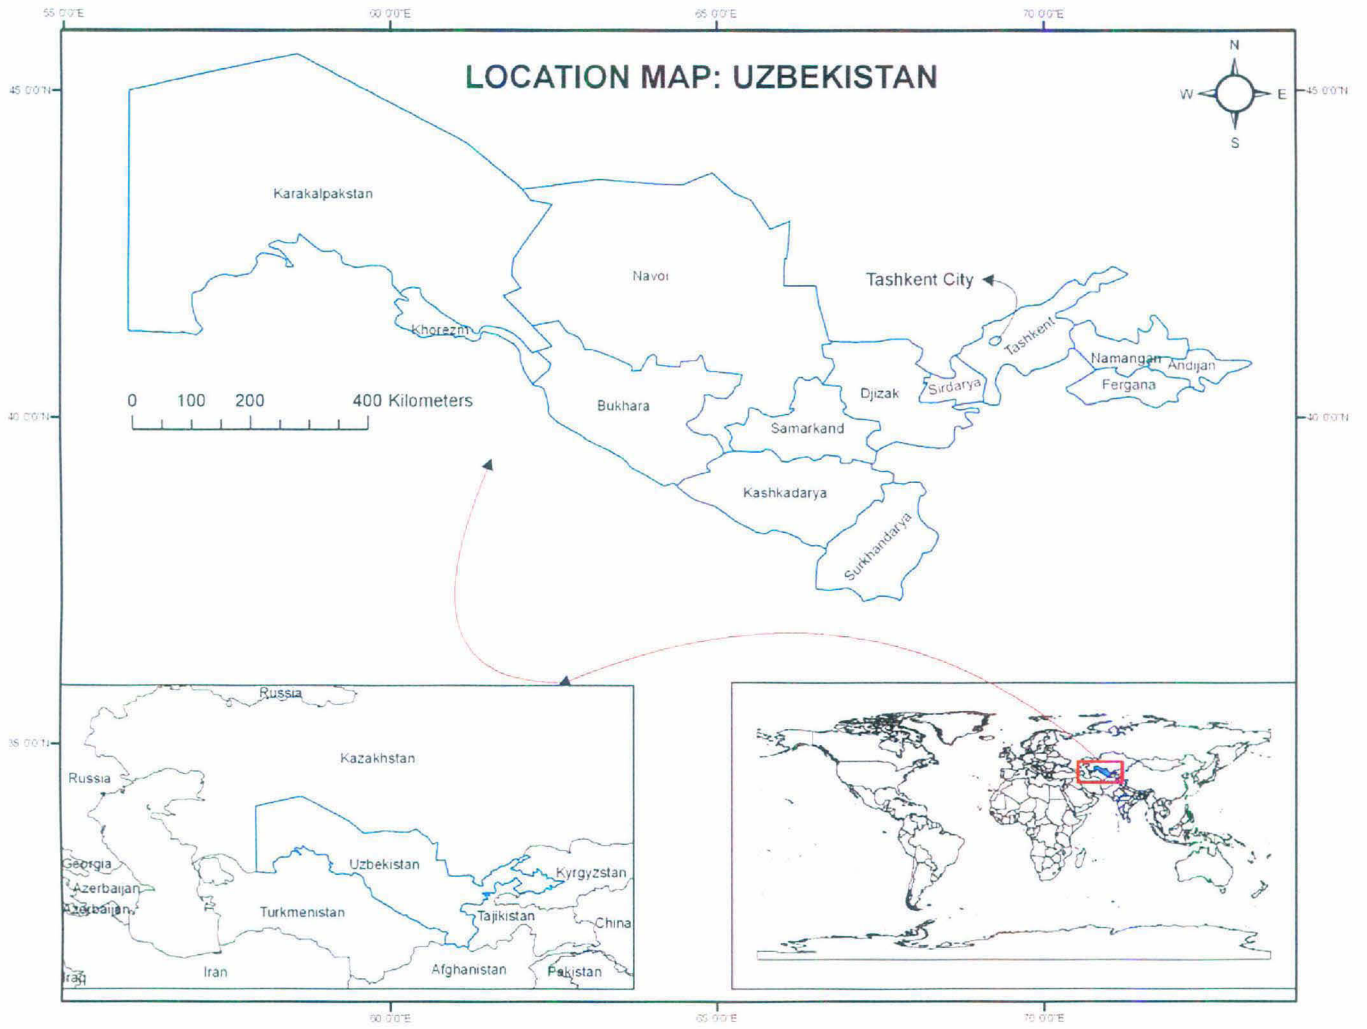 55°0'0"E 60°0'0"E 65°0'0"E 70°0'0"E
LOCATION MAP: UZBEKISTAN
N
W E
S
45°0'0"N 45°0'0"N
Karakalpakstan
Navoi
Tashkent City
Khorezm
Tashkent
Namangan
Andijan
Fergana
Sirdarya
Djizak
Bukhara
Samarkand
0 100 200 400 Kilometers
40°0'0"N 40°0'0"N
Kashkadarya
Surkhandarya
Russia
35°0'0"N
Kazakhstan
Russia
Georgia
Uzbekistan
Kyrgyzstan
Azerbaijan
Azerbaijan
Turkmenistan
Tajikistan
China
Iran
Afghanistan
Pakistan
Iraq
60°0'0"E 65°0'0"E 70°0'0"E